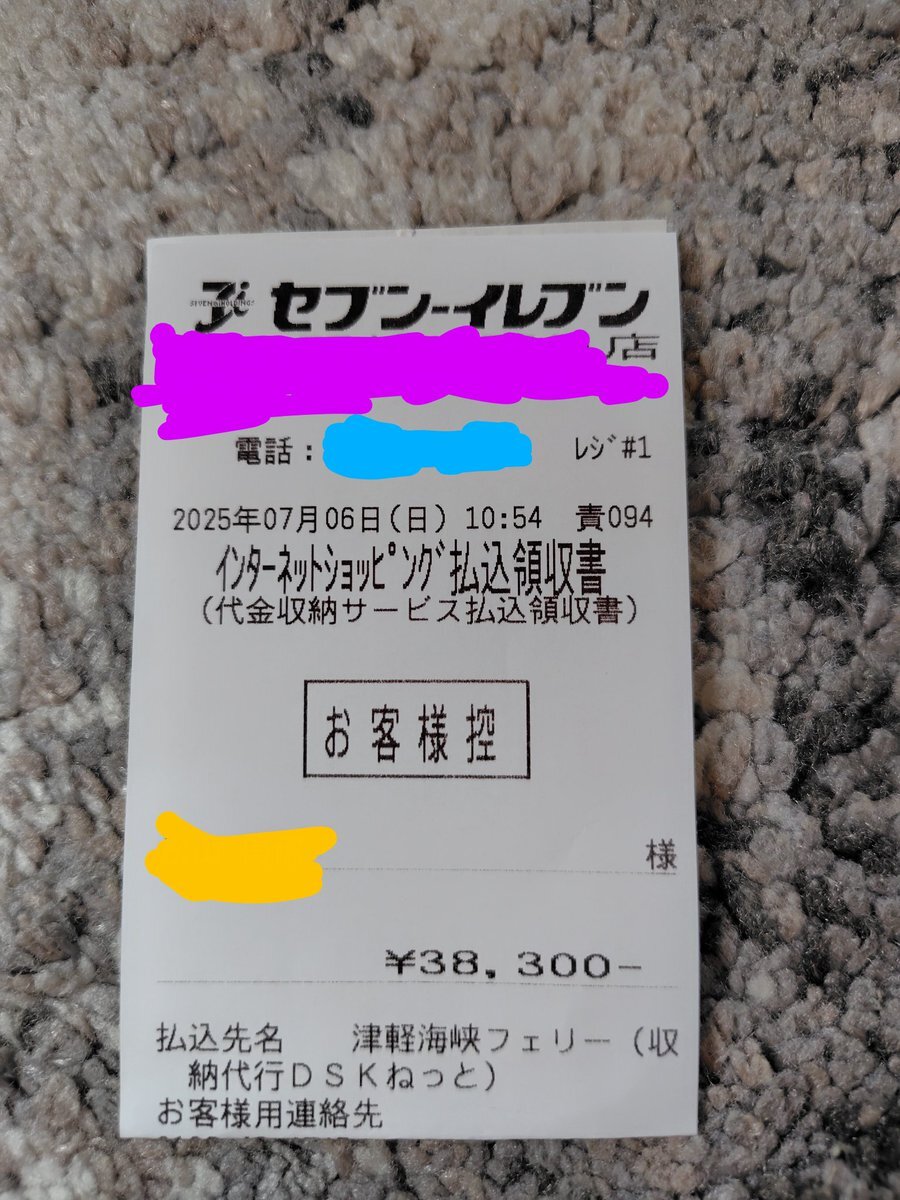 セブン-イレブン
店
電話: ﾚｼﾞ#1
2025年07月06日(日) 10:54 責094
ｲﾝﾀｰﾈｯﾄｼｮｯﾋﾟﾝｸﾞ払込領収書
(代金収納サービス払込領収書)
お客様控
様
¥38,300-
払込先名 津軽海峡フェリー(収
納代行DSKねっと)
お客様用連絡先